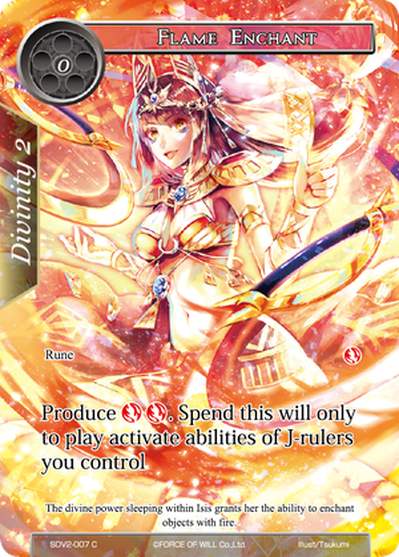 Flame Enchant
0
Divinity 2
Rune
Produce . Spend this will only
to play activate abilities of J-rulers
you control
The divine power sleeping within Isis grants her the ability to enchant
objects with fire.
SDV2-007 C ©FORCE OF WILL Co.,Ltd. Illust/Tsukumi